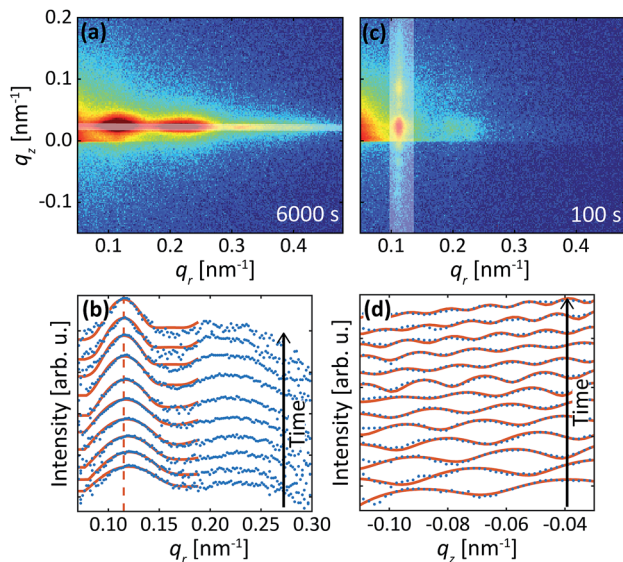 (a)
(c)
0.2
0.1
0.0
-0.1
q_z [nm⁻¹]
6000 s
100 s
0.1 0.2 0.3 0.4
0.1 0.2 0.3 0.4
q_r [nm⁻¹]
q_r [nm⁻¹]
(b)
(d)
Intensity [arb. u.]
Time
Intensity [arb. u.]
Time
0.10 0.15 0.20 0.25 0.30
-0.10 -0.08 -0.06 -0.04
q_r [nm⁻¹]
q_z [nm⁻¹]